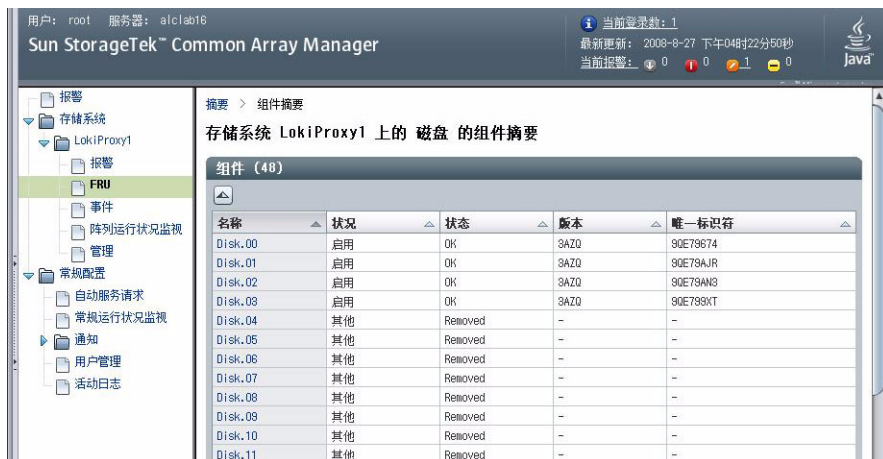 用户: root 服务器: alclab16
Sun StorageTek™ Common Array Manager
当前登录数: 1
最新更新: 2008-8-27 下午04时22分50秒
当前报警: 0 0 1 0
Java
报警
存储系统
LokiProxy1
报警
FRU
事件
阵列运行状况监视
管理
常规配置
自动服务请求
常规运行状况监视
通知
用户管理
活动日志
摘要 > 组件摘要
存储系统 LokiProxy1 上的 磁盘 的组件摘要
组件 (48)
名称 状况 状态 版本 唯一标识符
Disk.00 启用 OK 3AZQ 9QE79674
Disk.01 启用 OK 3AZQ 9QE79AJR
Disk.02 启用 OK 3AZQ 9QE79AN3
Disk.03 启用 OK 3AZQ 9QE799XT
Disk.04 其他 Removed - -
Disk.05 其他 Removed - -
Disk.06 其他 Removed - -
Disk.07 其他 Removed - -
Disk.08 其他 Removed - -
Disk.09 其他 Removed - -
Disk.10 其他 Removed - -
Disk.11 其他 Removed - -